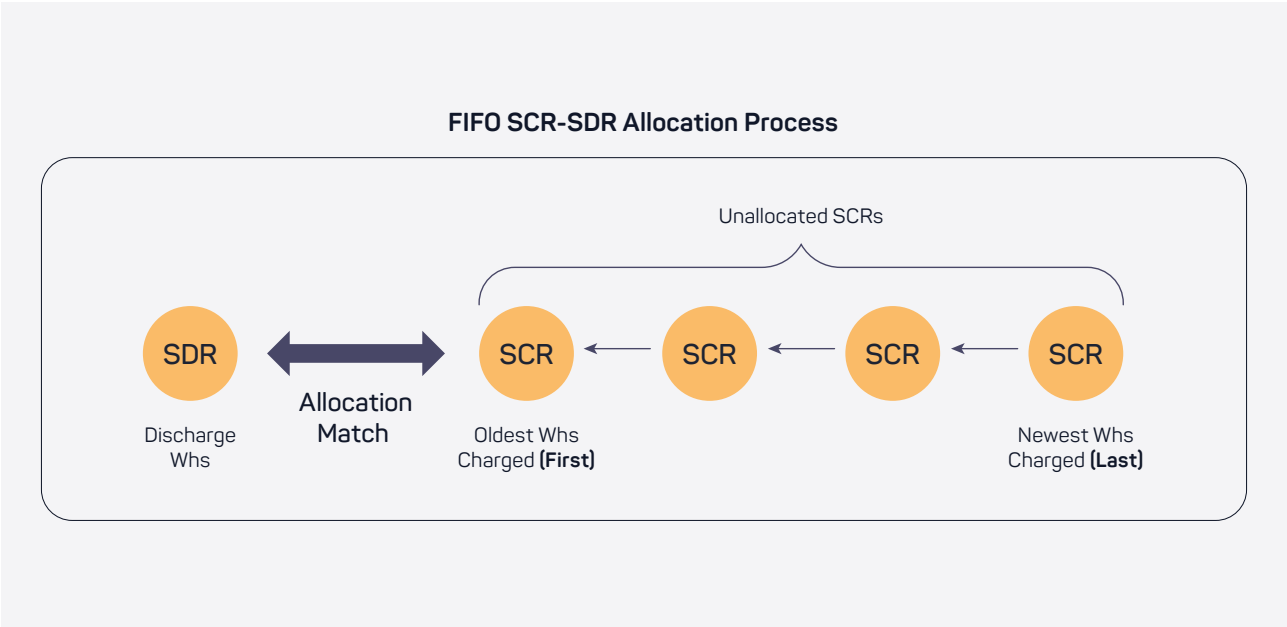 FIFO SCR-SDR Allocation Process
Unallocated SCRs
SDR
SCR
SCR
SCR
SCR
Allocation
Match
Discharge
Whs
Oldest Whs
Charged (First)
Newest Whs
Charged (Last)